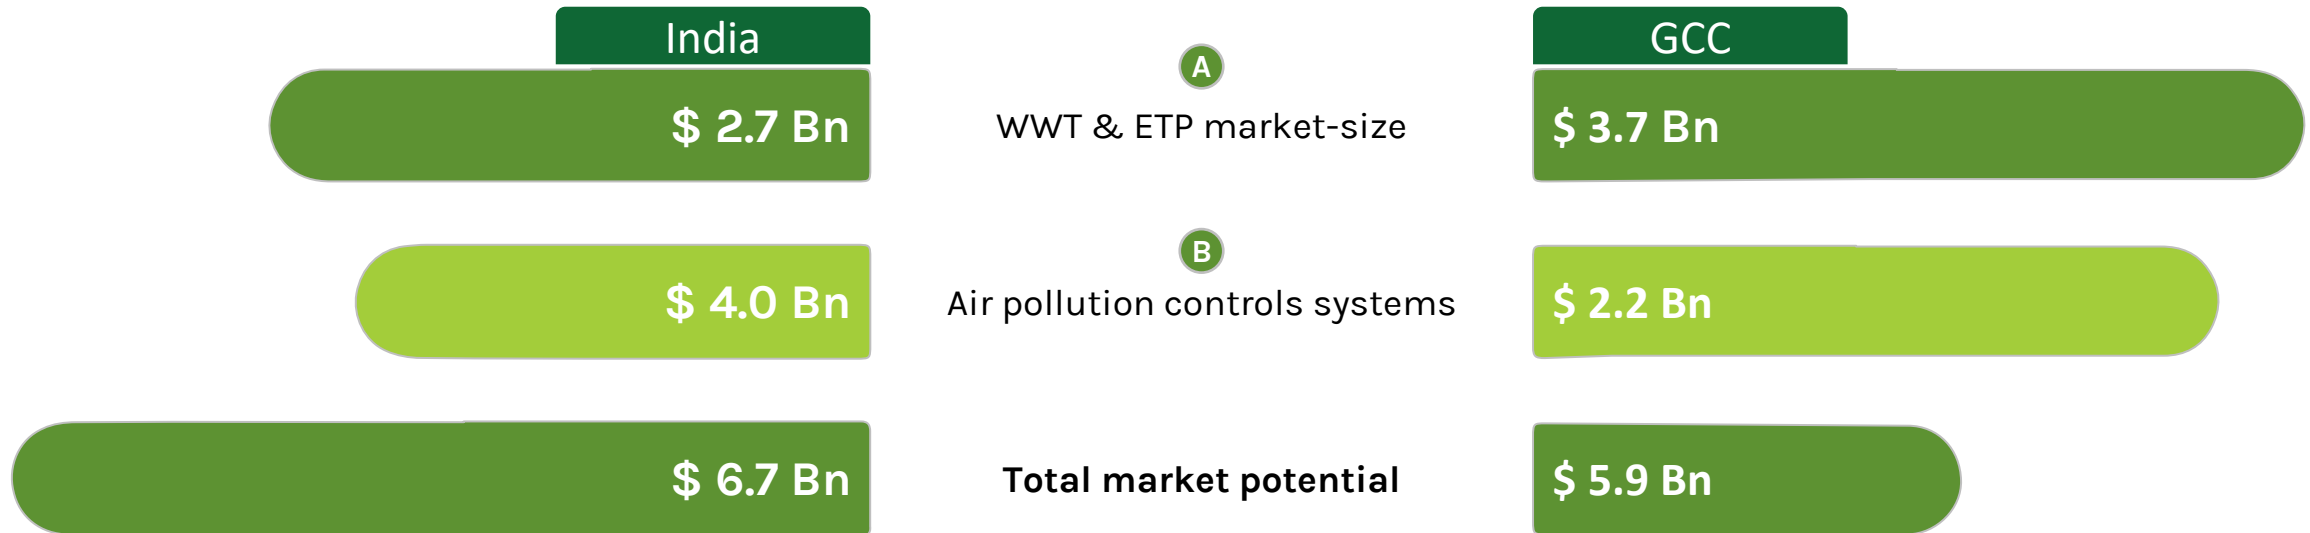 India
GCC
A
$ 2.7 Bn
WWT & ETP market-size
$ 3.7 Bn
B
$ 4.0 Bn
Air pollution controls systems
$ 2.2 Bn
$ 6.7 Bn
Total market potential
$ 5.9 Bn